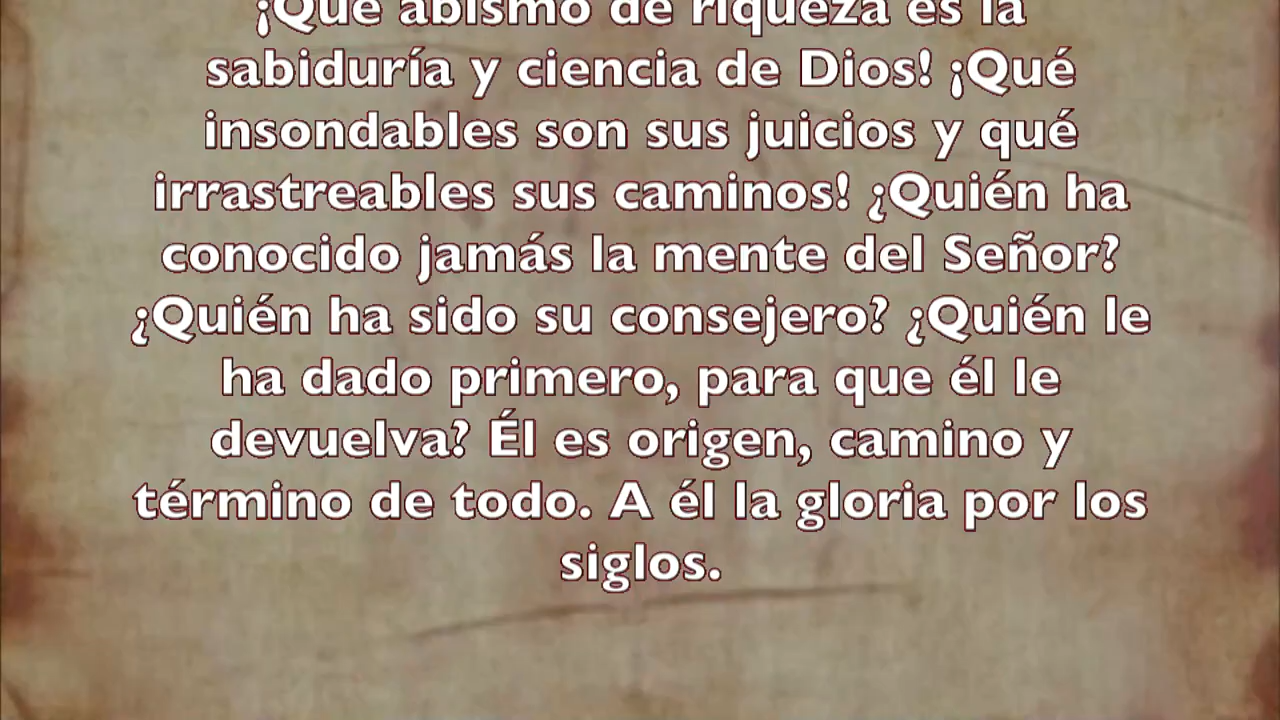 ¡Qué abismo de riqueza es la
sabiduría y ciencia de Dios! ¡Qué
insondables son sus juicios y qué
irrastreables sus caminos! ¿Quién ha
conocido jamás la mente del Señor?
¿Quién ha sido su consejero? ¿Quién le
ha dado primero, para que él le
devuelva? Él es origen, camino y
término de todo. A él la gloria por los
siglos.